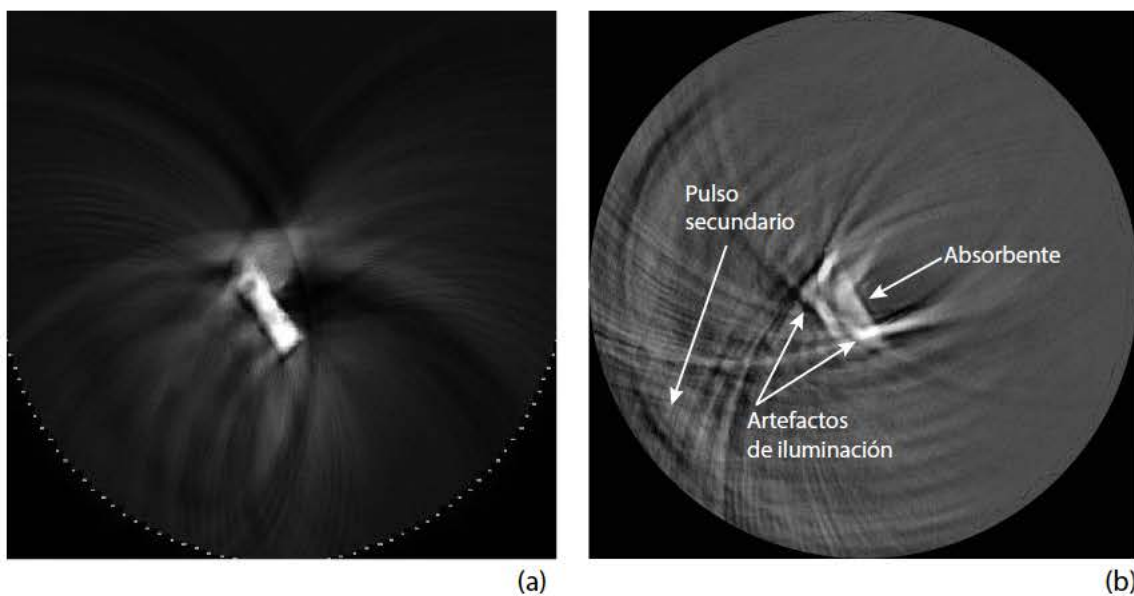 Pulso
secundario
Absorbente
Artefactos
de iluminación
(a)
(b)